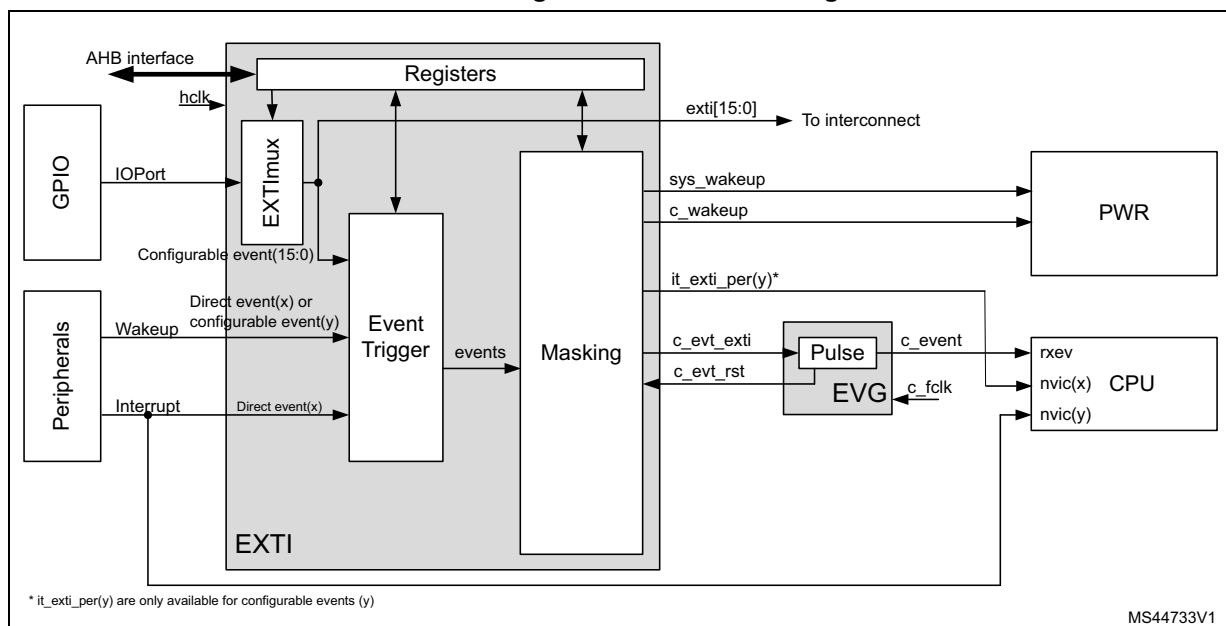 AHB interface
Registers
hclk
exti[15:0]
To interconnect
GPIO
IOPort
EXTImux
sys_wakeup
c_wakeup
PWR
Configurable event(15:0)
it_exti_per(y)*
Direct event(x) or
configurable event(y)
Peripherals
Wakeup
Event
Trigger
events
Masking
c_evt_exti
Pulse
c_event
rxev
c_evt_rst
EVG
c_fclk
nvic(x)
CPU
Interrupt
Direct event(x)
nvic(y)
EXTI
* it_exti_per(y) are only available for configurable events (y)
MS44733V1